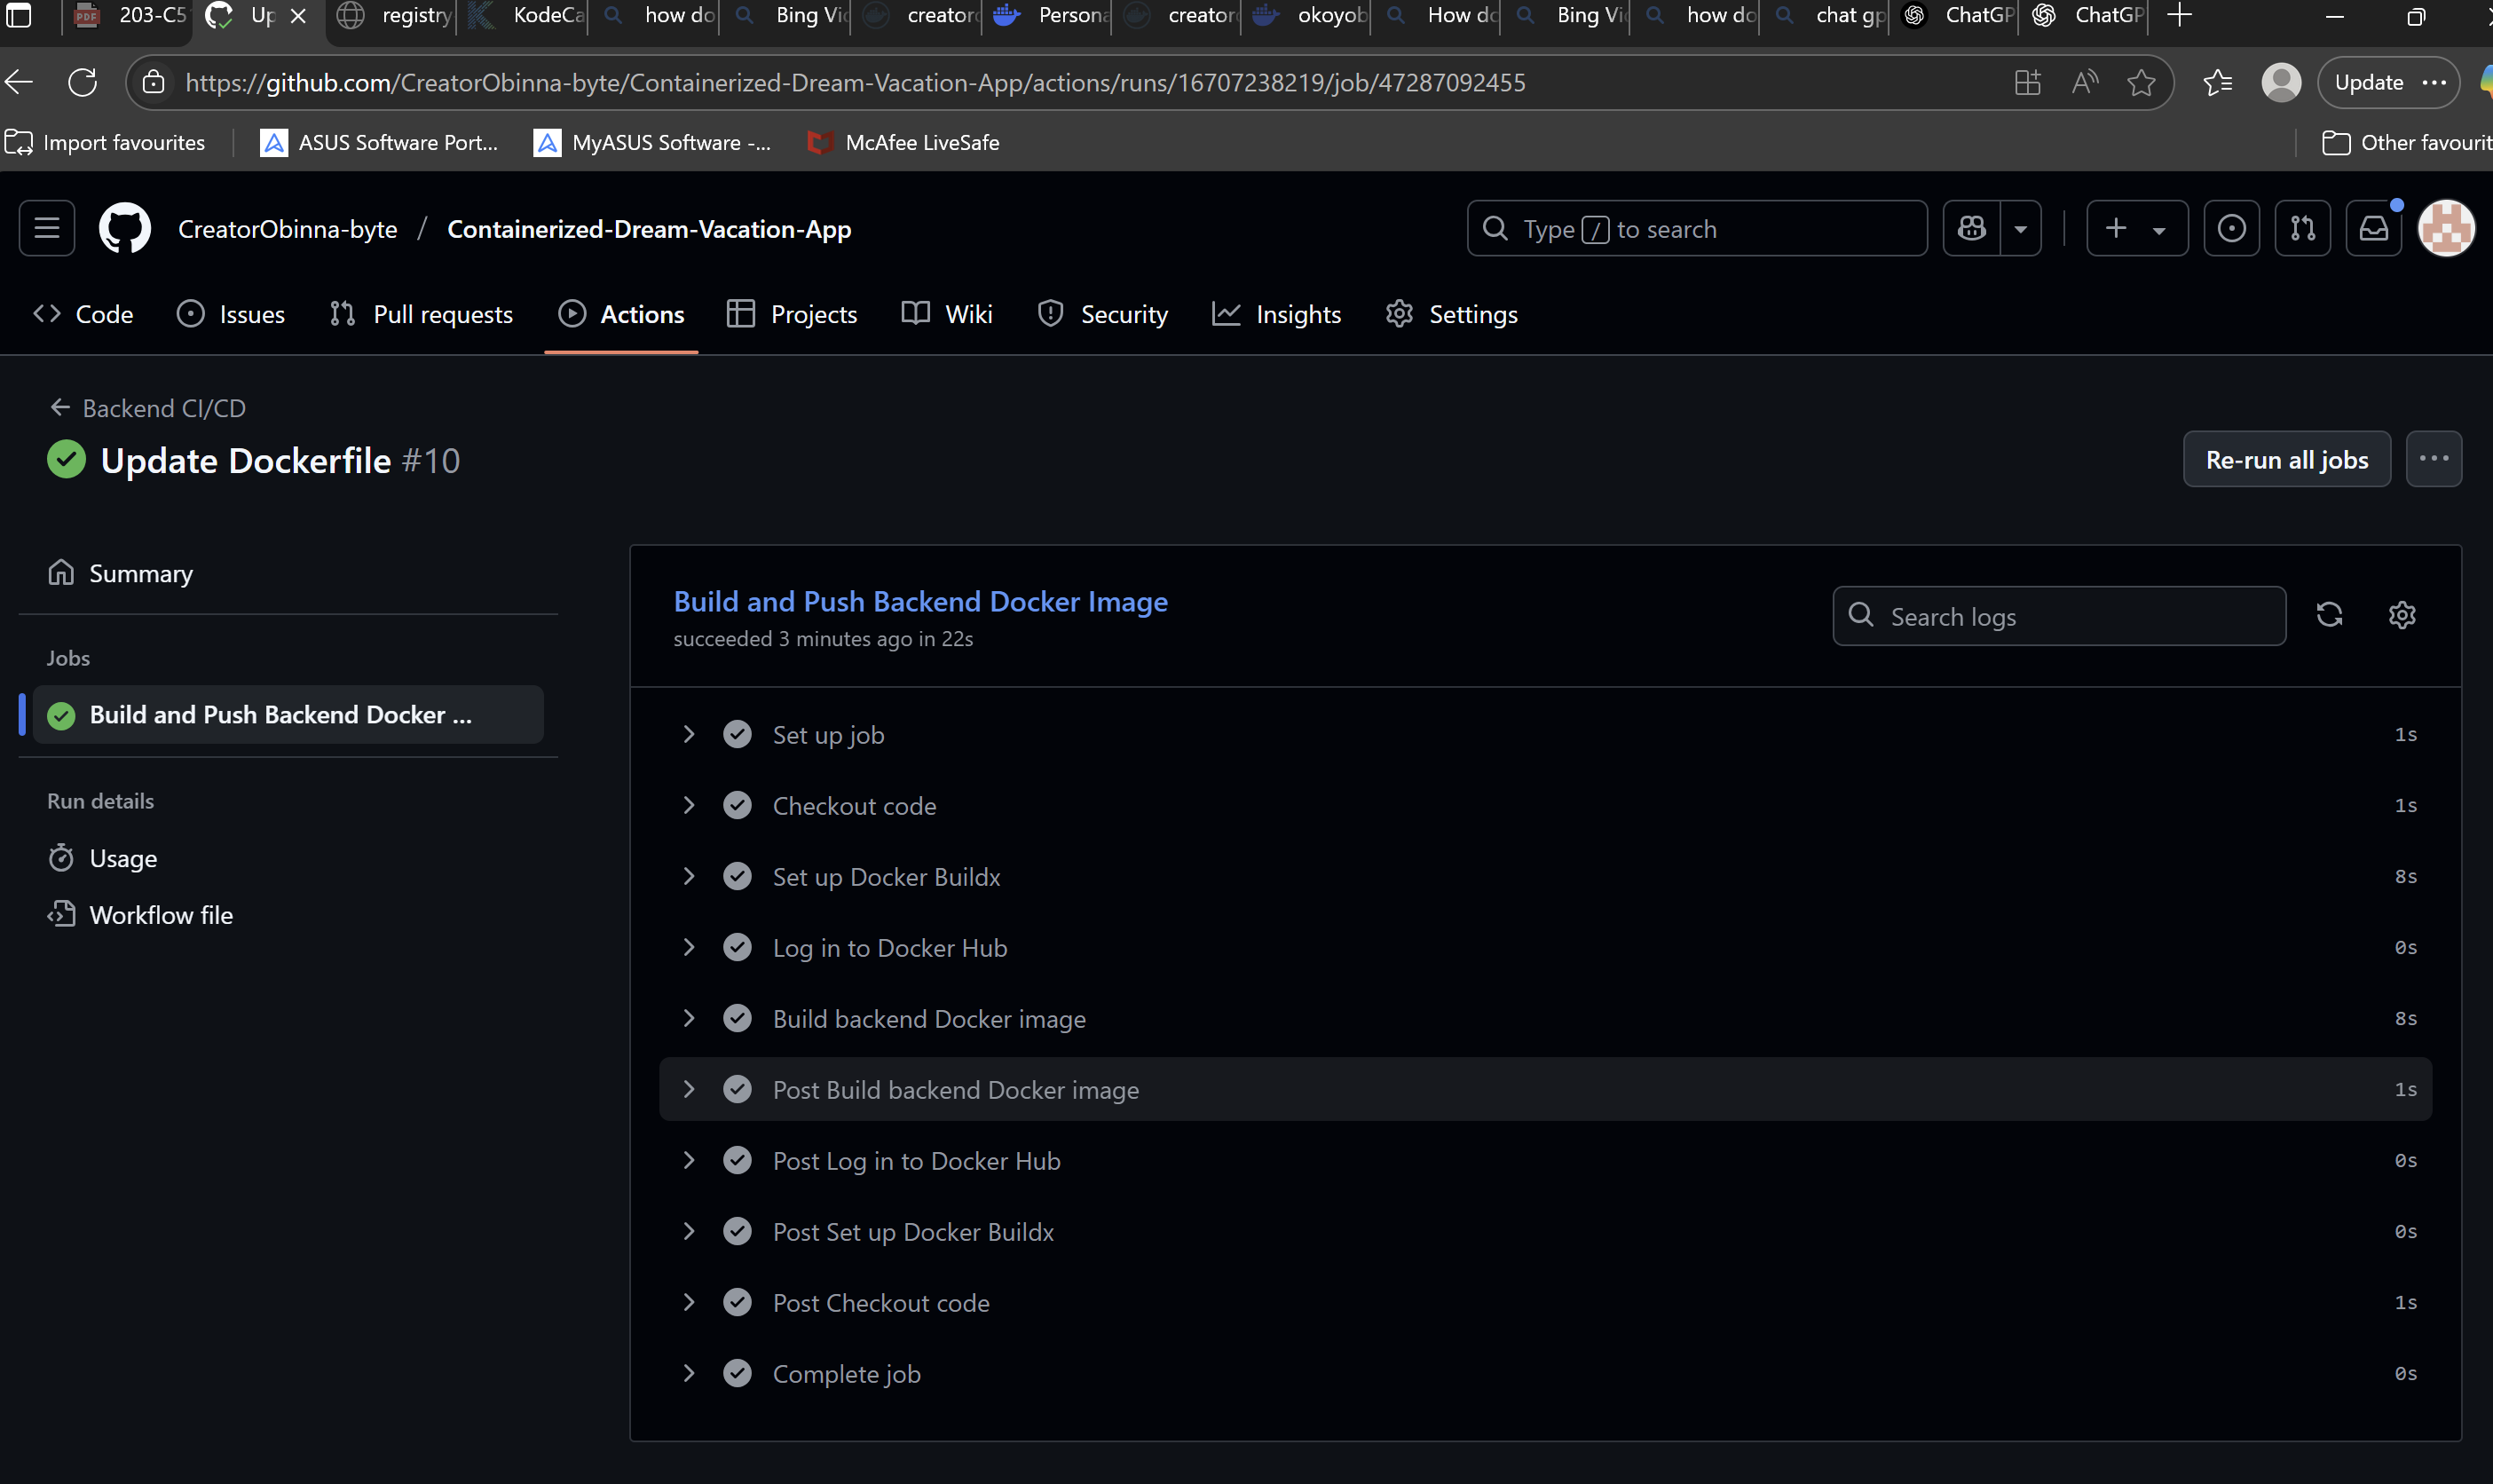 203-C5
Up
registry
KodeCa
how do
Bing Vi
creator
Persona
creator
okoyob
How do
Bing Vi
how do
chat gp
ChatGP
ChatGP
https://github.com/CreatorObinna-byte/Containerized-Dream-Vacation-App/actions/runs/16707238219/job/47287092455
Update
Import favourites
ASUS Software Port...
MyASUS Software -...
McAfee LiveSafe
Other favourit
CreatorObinna-byte / Containerized-Dream-Vacation-App
Type / to search
Code
Issues
Pull requests
Actions
Projects
Wiki
Security
Insights
Settings
Backend CI/CD
Update Dockerfile #10
Re-run all jobs
Summary
Jobs
Build and Push Backend Docker ...
Run details
Usage
Workflow file
Build and Push Backend Docker Image
succeeded 3 minutes ago in 22s
Search logs
Set up job 1s
Checkout code 1s
Set up Docker Buildx 8s
Log in to Docker Hub 0s
Build backend Docker image 8s
Post Build backend Docker image 1s
Post Log in to Docker Hub 0s
Post Set up Docker Buildx 0s
Post Checkout code 1s
Complete job 0s